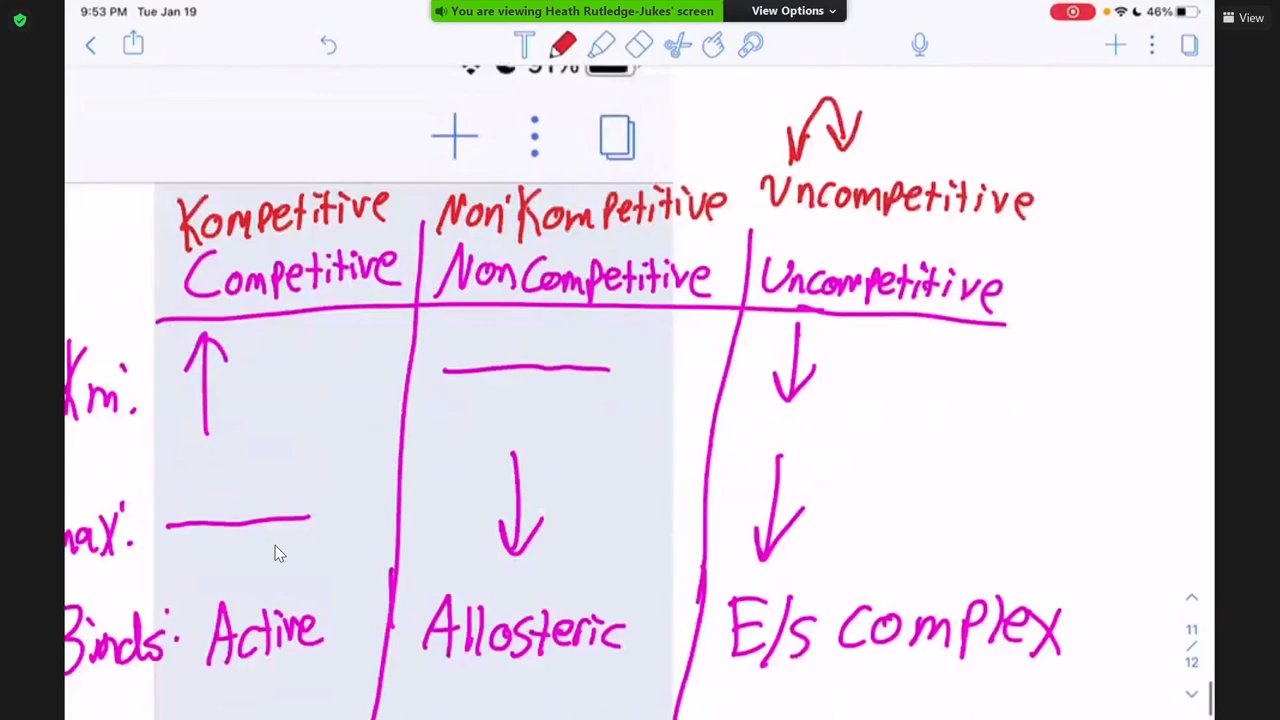 9:53 PM Tue Jan 19
You are viewing Heath Rutledge-Jukes' screen
View Options
46%
View
91%
Kompetitive Non Kompetitive Uncompetitive
Competitive NonCompetitive Uncompetitive
Km:
max:
Binds: Active Allosteric E/s complex
11
/
12